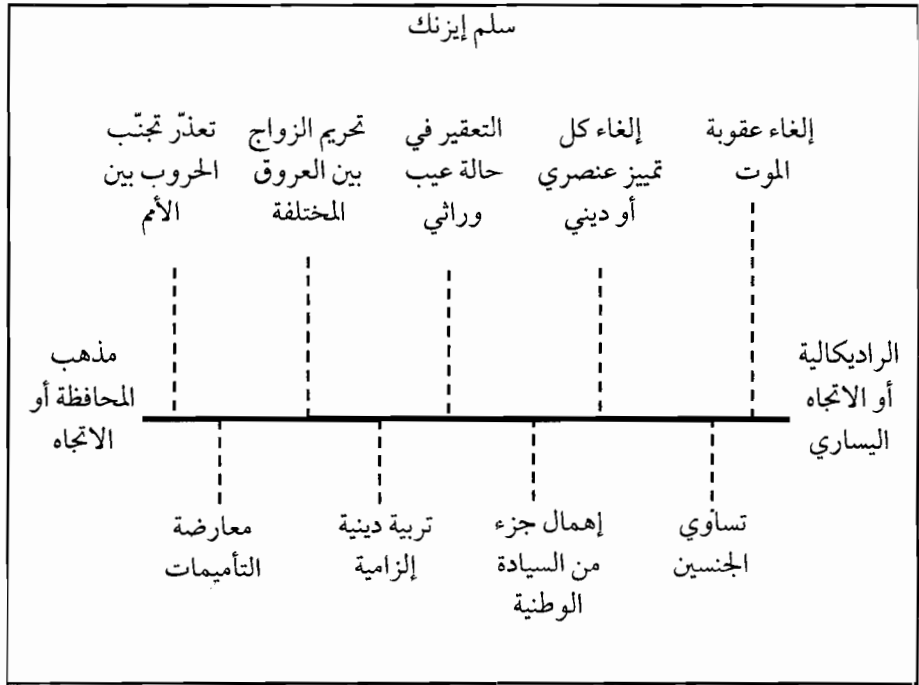 سلم إيزنك
إلغاء عقوبة
الموت
إلغاء كل
تمييز عنصري
أو ديني
التعقير في
حالة عيب
وراثي
تحريم الزواج
بين العروق
المختلفة
تعذّر تجنّب
الحروب بين
الأمم
الراديكالية
أو الاتجاه
اليساري
مذهب
المحافظة أو
الاتجاه
تساوي
الجنسين
إهمال جزء
من السيادة
الوطنية
تربية دينية
إلزامية
معارضة
التأميمات